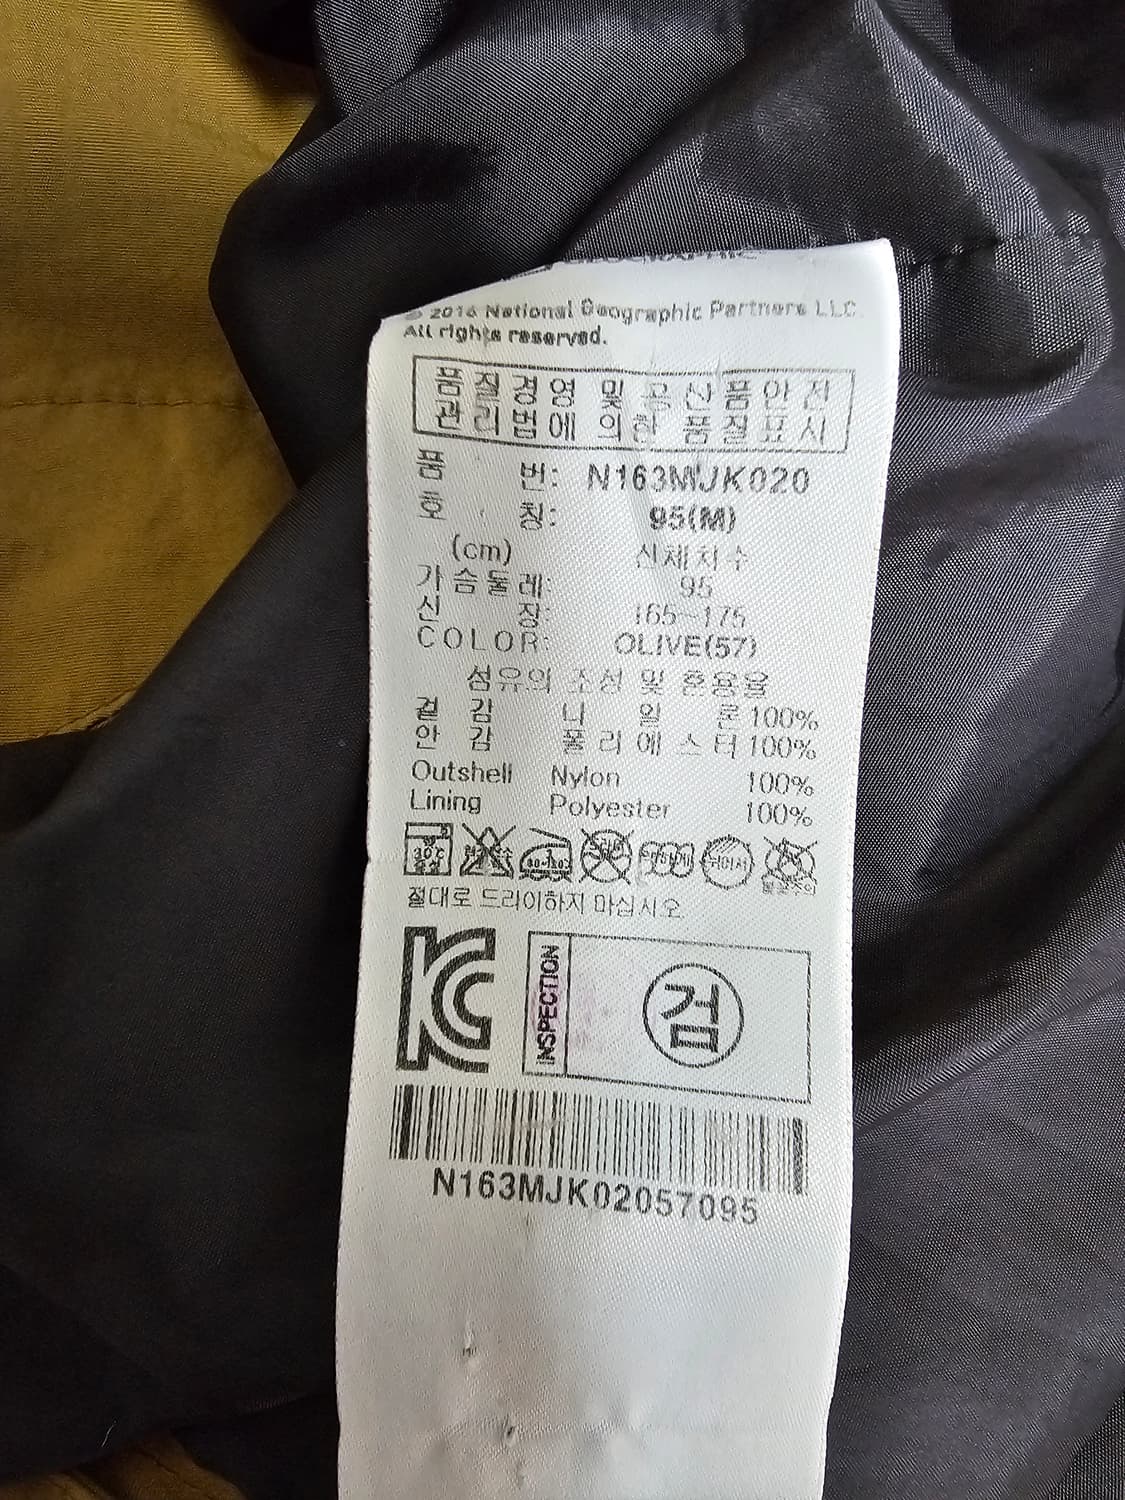 © 2016 National Geographic Partners LLC.
All rights reserved.
품질경영 및 공산품안전
관리법에 의한 품질표시
품 번: N163MJK020
호 칭: 95(M)
(cm) 신체치수
가슴둘레: 95
신 장: 165~175
COLOR: OLIVE(57)
섬유의 조성 및 혼용율
겉 감 나 일 론 100%
안 감 폴리에스터 100%
Outshell Nylon 100%
Lining Polyester 100%
30℃
절대로 드라이하지 마십시오.
KC
INSPECTION
검
N163MJK02057095